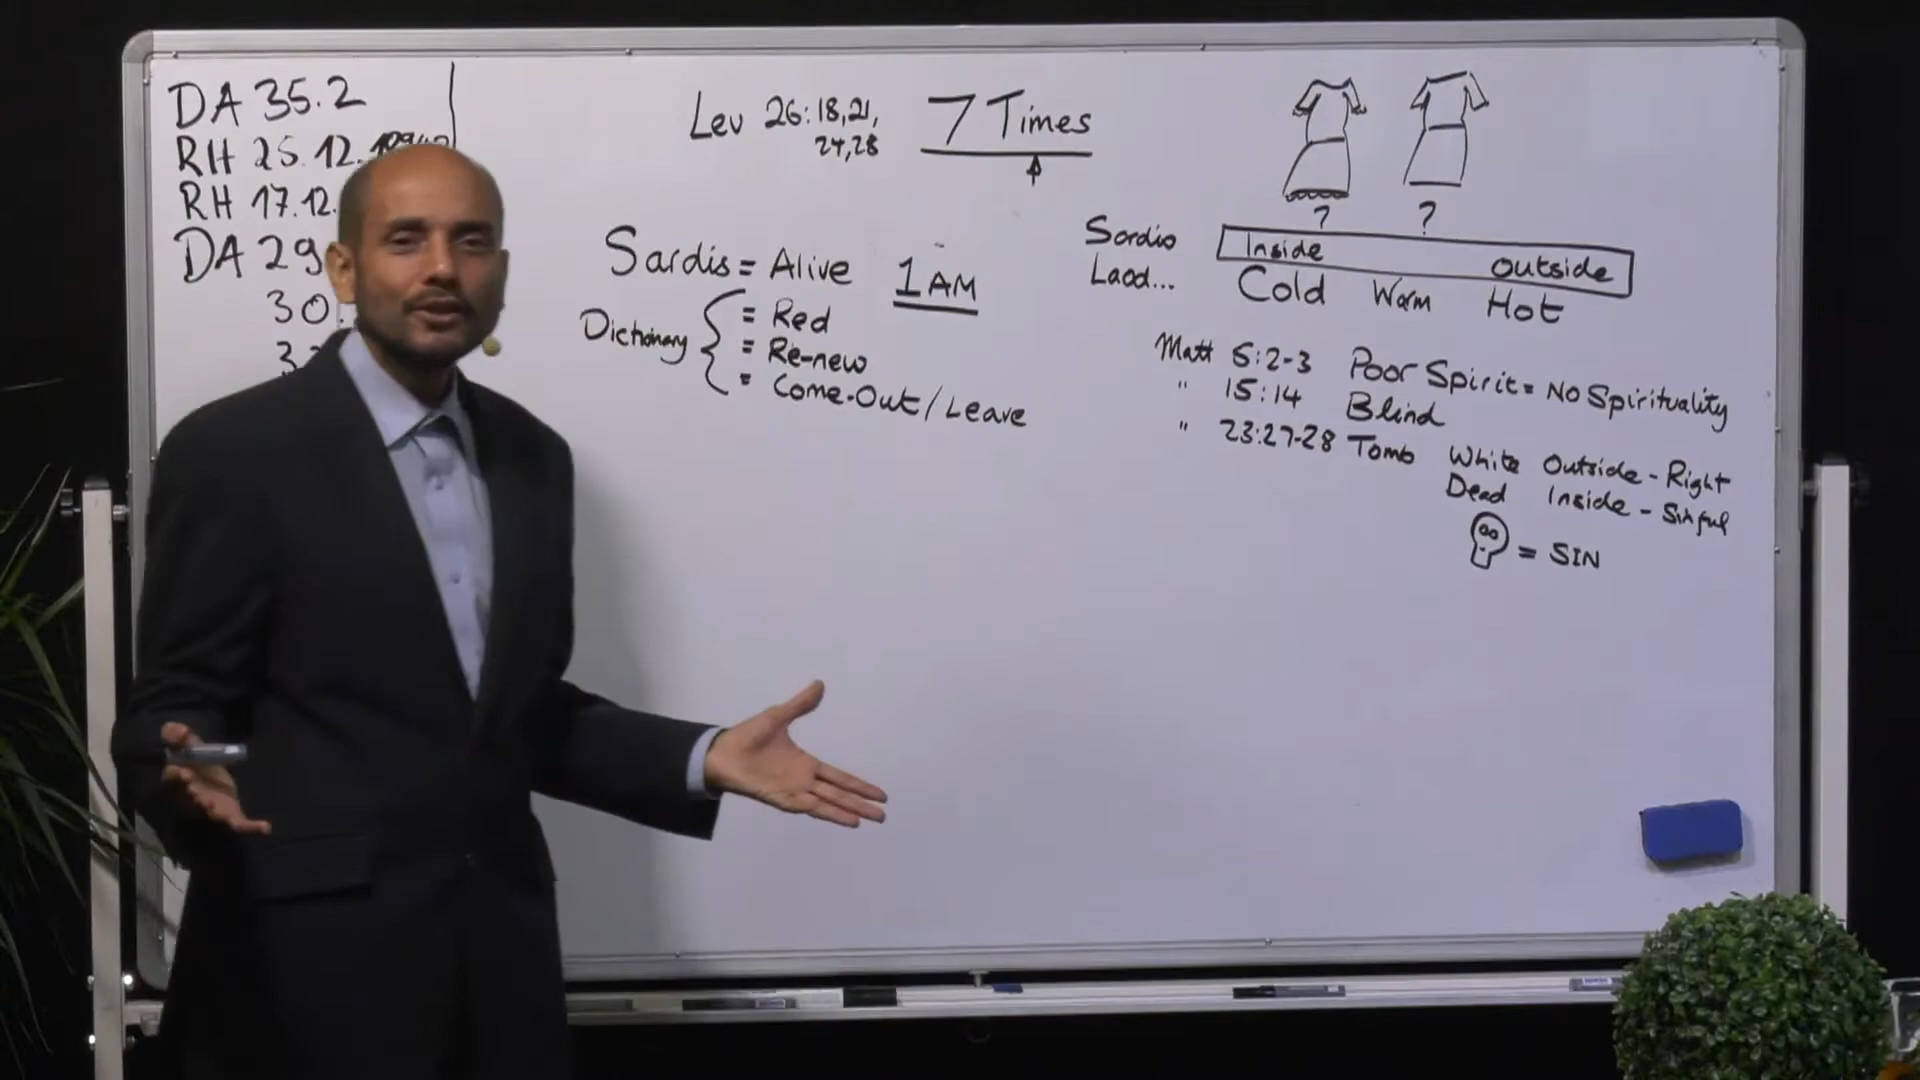 DA 35.2
RH 25.12.
RH 17.12.
DA 29
30.
3
Lev 26:18,21,
24,28
7 Times
Sardis = Alive 1 AM
Dictionary
= Red
= Re-new
= Come-Out/Leave
? ?
Sardis Inside Outside
Laod... Cold Warm Hot
Matt 5:2-3 Poor Spirit = No Spirituality
" 15:14 Blind
" 23:27-28 Tomb White Outside - Right
Dead Inside - Sinful
= SIN